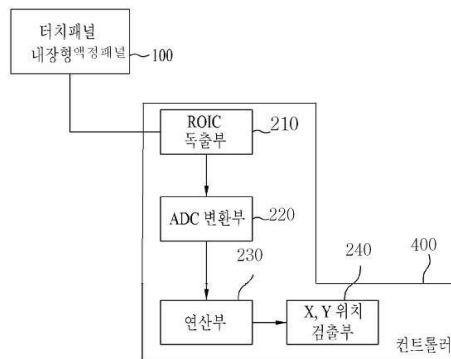 터치패널
내장형액정패널
100
ROIC
독출부
210
ADC 변환부
220
230
연산부
240
X, Y 위치
검출부
400
컨트롤러